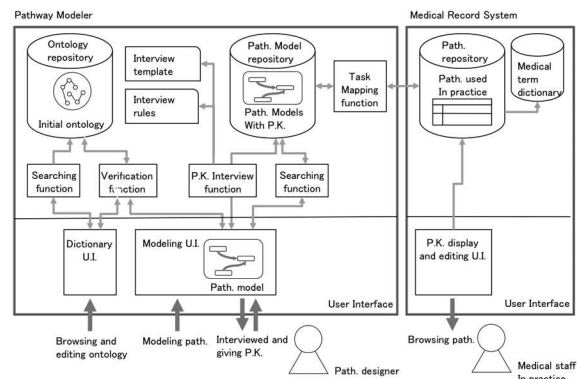 Pathway Modeler
Medical Record System
Ontology
repository
Initial ontology
Interview
template
Interview
rules
Path. Model
repository
Path. Models
With P.K.
Task
Mapping
function
Path.
repository
Path. used
In practice
Medical
term
dictionary
Searching
function
Verification
function
P.K. Interview
function
Searching
function
Dictionary
U.I.
Modeling U.I.
Path. model
User Interface
P.K. display
and editing U.I.
User Interface
Browsing and
editing ontology
Modeling path.
Interviewed and
giving P.K.
Path. designer
Browsing path.
Medical staff
In practice